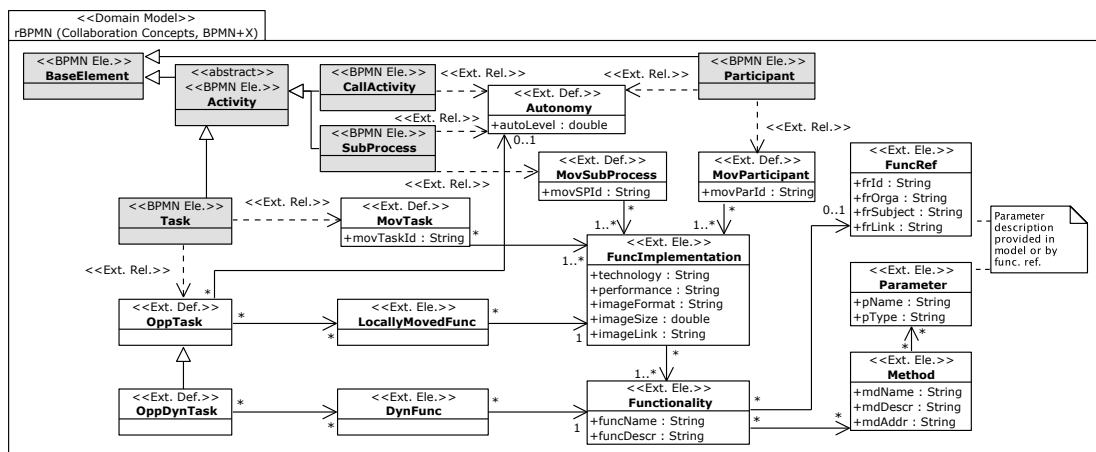 <<Domain Model>>
rBPMN (Collaboration Concepts, BPMN+X)
<<BPMN Ele.>>
BaseElement
<<abstract>>
<<BPMN Ele.>>
Activity
<<BPMN Ele.>>
CallActivity
<<Ext. Rel.>>
<<Ext. Def.>>
Autonomy
+autoLevel : double
<<Ext. Rel.>>
<<BPMN Ele.>>
Participant
<<BPMN Ele.>>
SubProcess
<<Ext. Rel.>>
0..1
<<Ext. Rel.>>
<<Ext. Def.>>
MovSubProcess
+movSPId : String
<<Ext. Def.>>
MovParticipant
+movParId : String
<<Ext. Ele.>>
FuncRef
+frId : String
+frOrga : String
+frSubject : String
+frLink : String
<<Ext. Rel.>>
<<BPMN Ele.>>
Task
<<Ext. Rel.>>
<<Ext. Def.>>
MovTask
+movTaskId : String
*
1..*
*
1..*
*
1..*
0..1
Parameter
description
provided in
model or by
func. ref.
<<Ext. Ele.>>
FuncImplementation
+technology : String
+performance : String
+imageFormat : String
+imageSize : double
+imageLink : String
<<Ext. Rel.>>
<<Ext. Ele.>>
Parameter
+pName : String
+pType : String
*
<<Ext. Def.>>
OppTask
*
*
<<Ext. Ele.>>
LocallyMovedFunc
*
1
*
1..*
*
*
<<Ext. Ele.>>
Method
+mdName : String
+mdDescr : String
+mdAddr : String
<<Ext. Def.>>
OppDynTask
*
*
<<Ext. Ele.>>
DynFunc
*
1
<<Ext. Ele.>>
Functionality
+funcName : String
+funcDescr : String
*
*
*